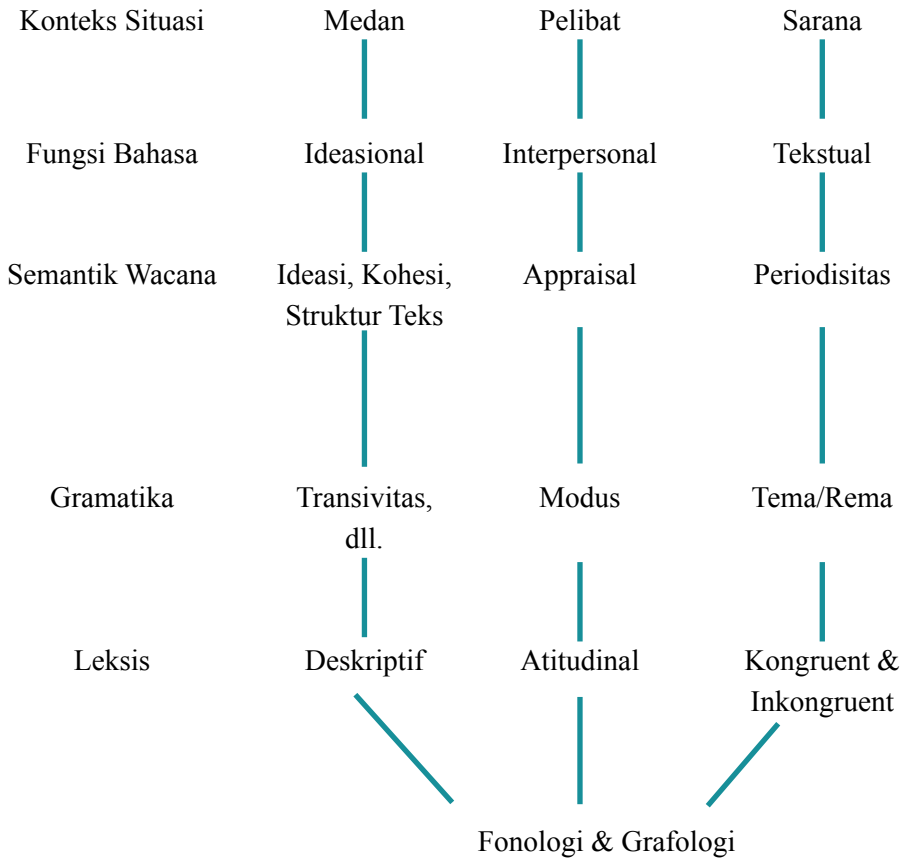 Konteks Situasi Medan Pelibat Sarana
Fungsi Bahasa Ideasional Interpersonal Tekstual
Semantik Wacana Ideasi, Kohesi, Appraisal Periodisitas
Struktur Teks
Gramatika Transivitas, Modus Tema/Rema
dll.
Leksis Deskriptif Atitudinal Kongruent &
Inkongruent
Fonologi & Grafologi